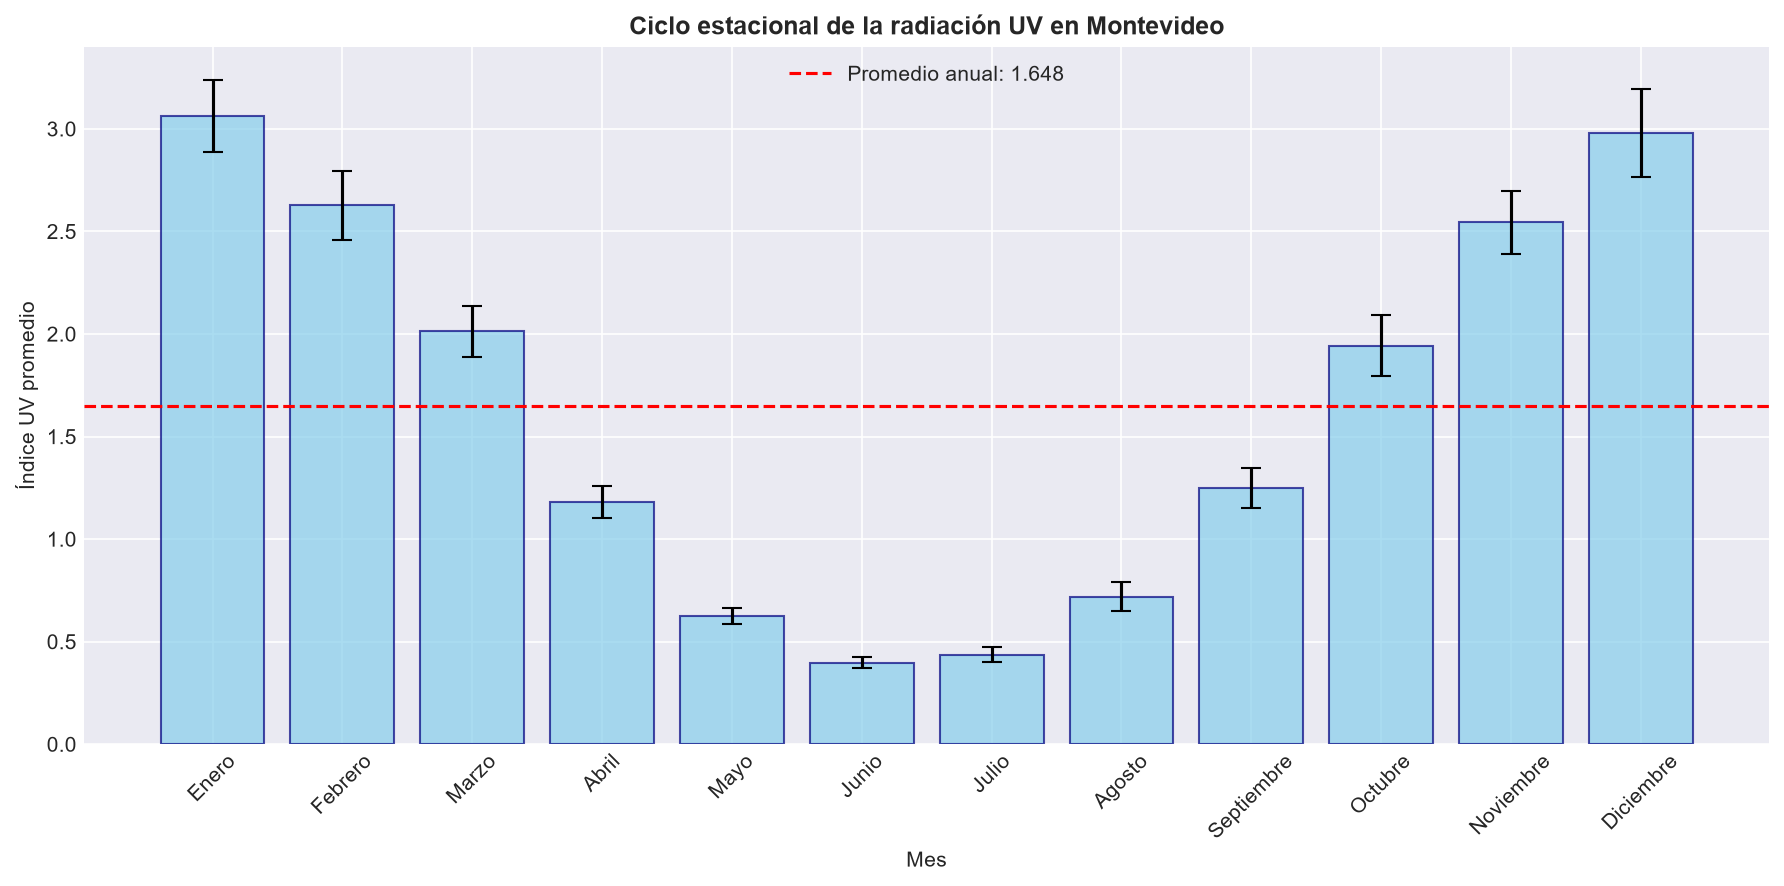 Ciclo estacional de la radiación UV en Montevideo
Promedio anual: 1.648
Índice UV promedio
3.0
2.5
2.0
1.5
1.0
0.5
0.0
Enero
Febrero
Marzo
Abril
Mayo
Junio
Julio
Agosto
Septiembre
Octubre
Noviembre
Diciembre
Mes